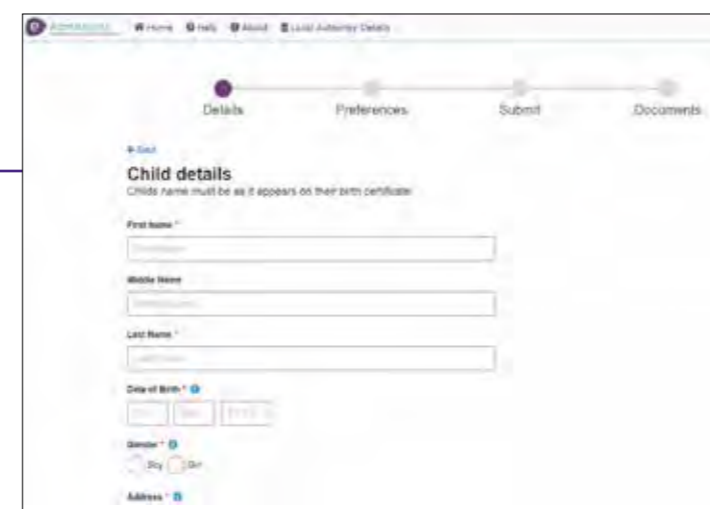 Home Help About Local Authority Details
Details Preferences Submit Documents
Back
Child details
Childs name must be as it appears on their birth certificate
First Name *
Middle Name
Last Name *
Date of Birth *
Gender *
Boy Girl
Address *